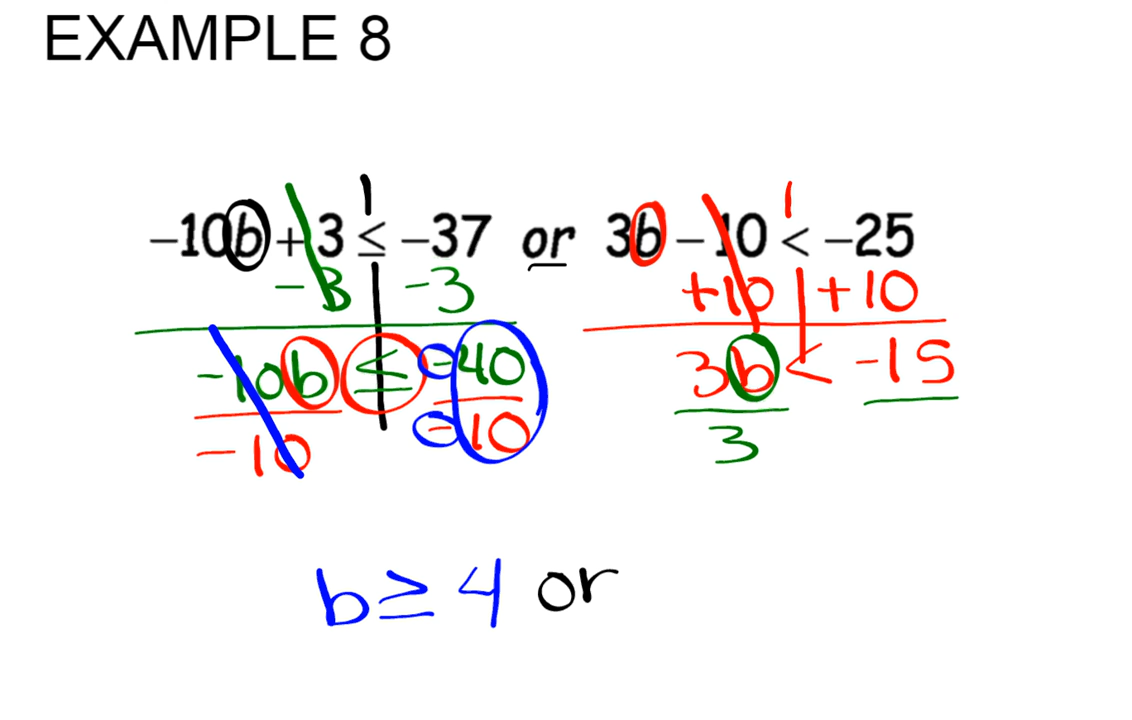 EXAMPLE 8
−10b + 3 ≤ −37 or 3b − 10 < −25
−3 −3 +10 +10
−10b ≤ −40 3b < −15
−10 −10 3
b ≥ 4 or